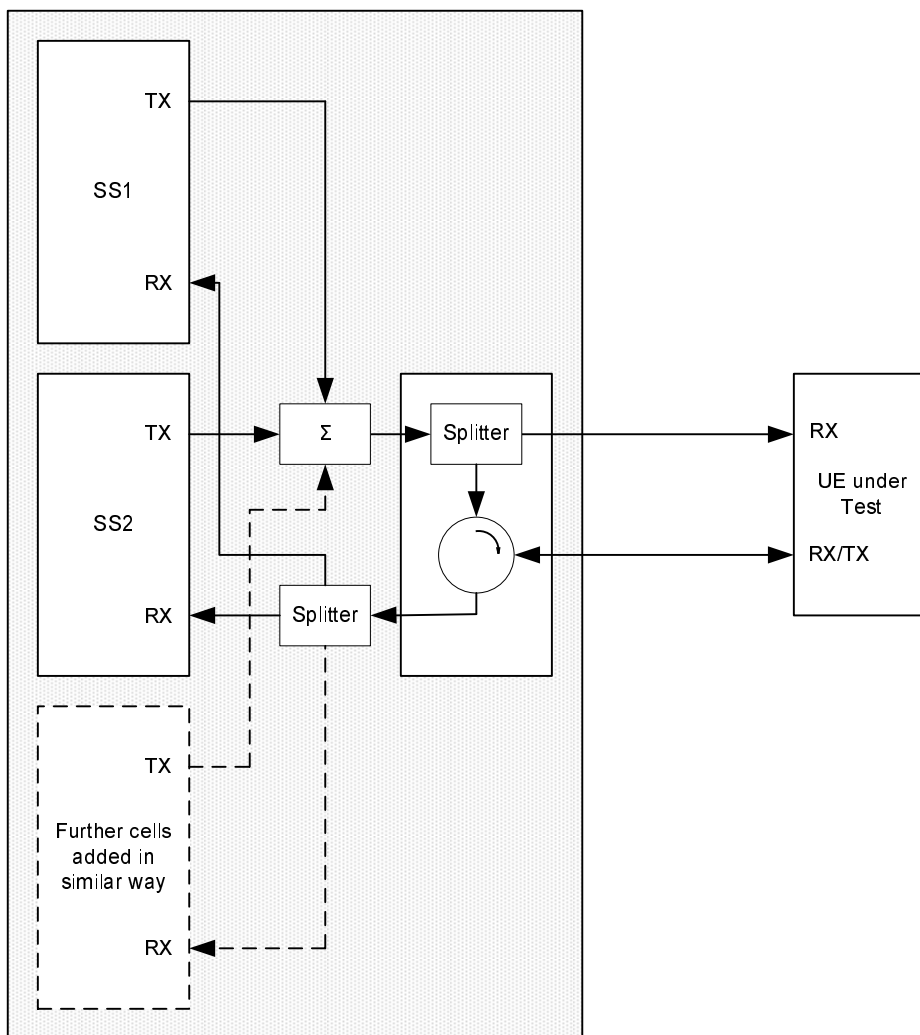 TX
SS1
RX
TX
SS2
RX
TX
Further cells
added in
similar way
RX
Σ
Splitter
Splitter
RX
UE under
Test
RX/TX